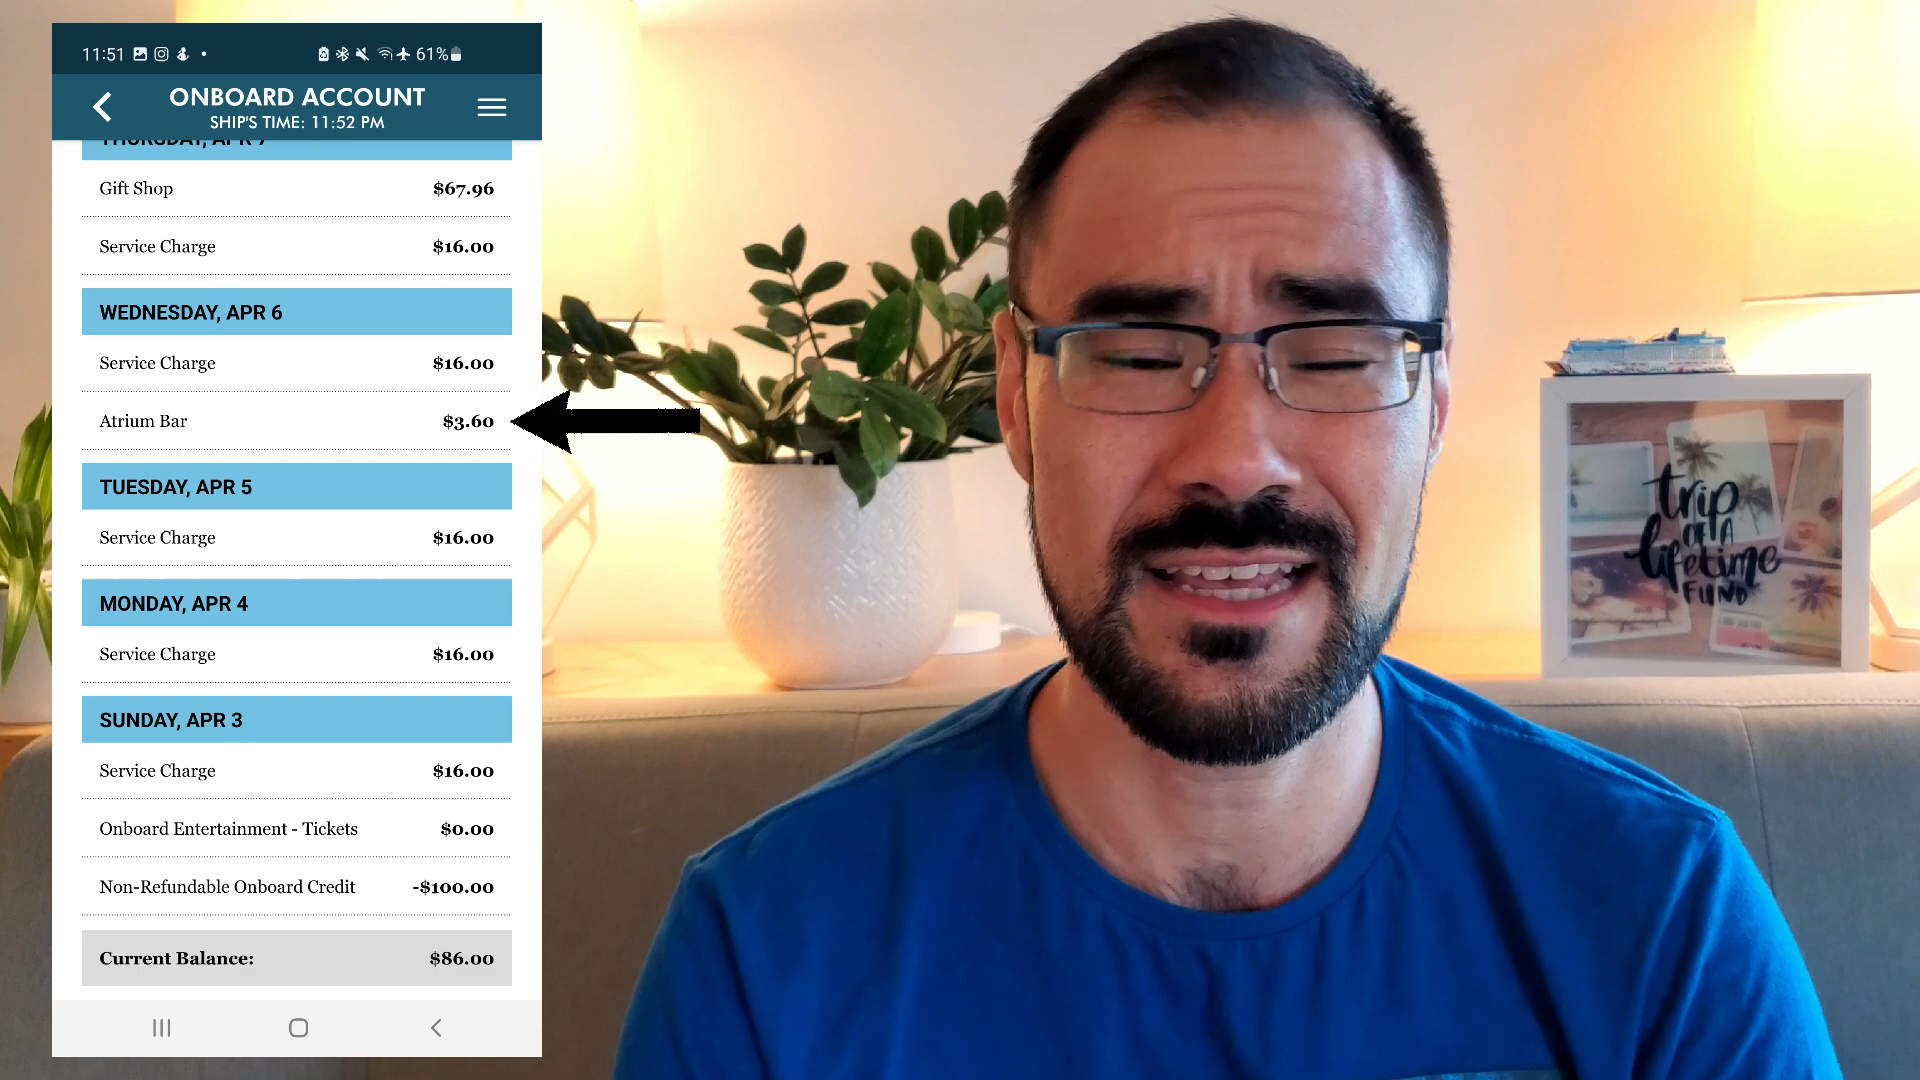 11:51 61%
ONBOARD ACCOUNT
SHIP'S TIME: 11:52 PM
THURSDAY, APR 7
Gift Shop $67.96
Service Charge $16.00
WEDNESDAY, APR 6
Service Charge $16.00
Atrium Bar $3.60
TUESDAY, APR 5
Service Charge $16.00
MONDAY, APR 4
Service Charge $16.00
SUNDAY, APR 3
Service Charge $16.00
Onboard Entertainment - Tickets $0.00
Non-Refundable Onboard Credit -$100.00
Current Balance: $86.00
trip
OF A
lifetime
FUND